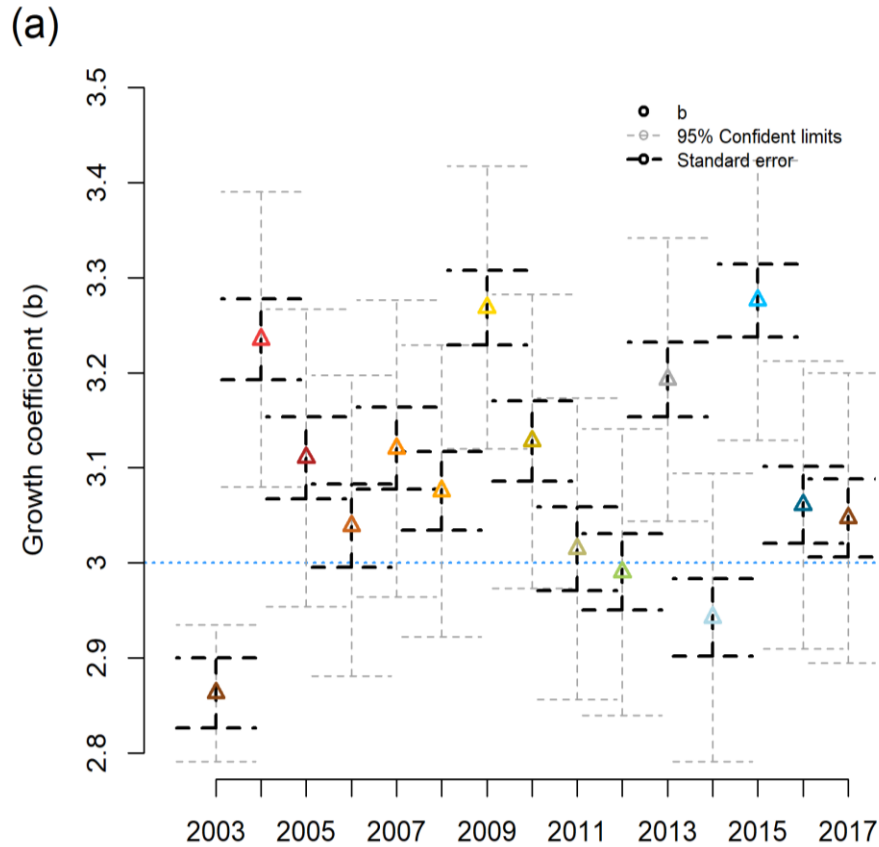 (a)
3.5
3.4
3.3
3.2
3.1
3
2.9
2.8
Growth coefficient (b)
b
95% Confident limits
Standard error
2003 2005 2007 2009 2011 2013 2015 2017